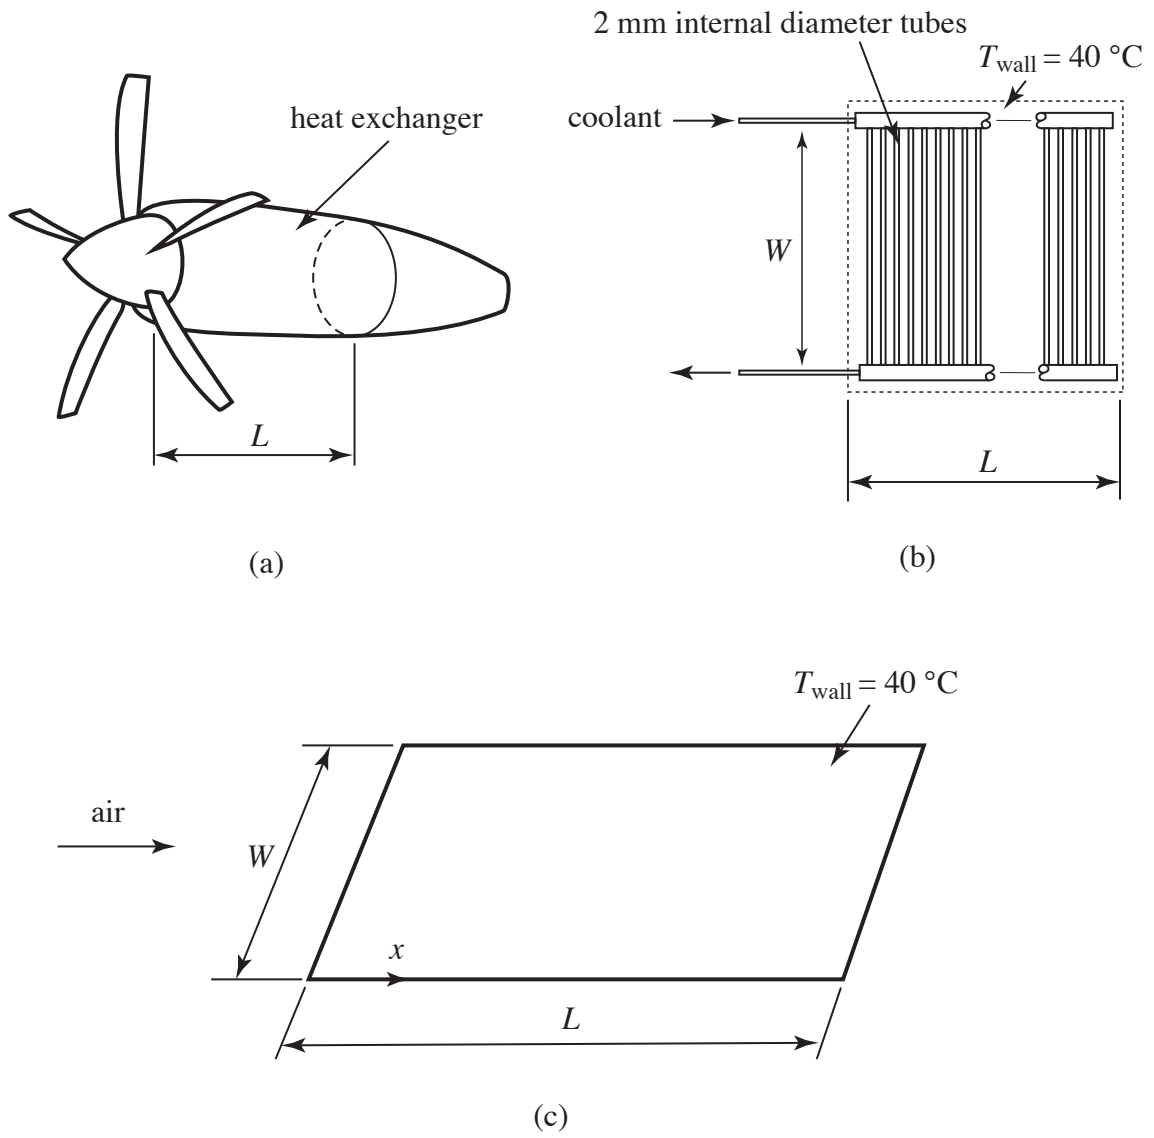 2 mm internal diameter tubes
T_wall = 40 °C
heat exchanger
coolant
W
L
L
(a)
(b)
T_wall = 40 °C
air
W
x
L
(c)